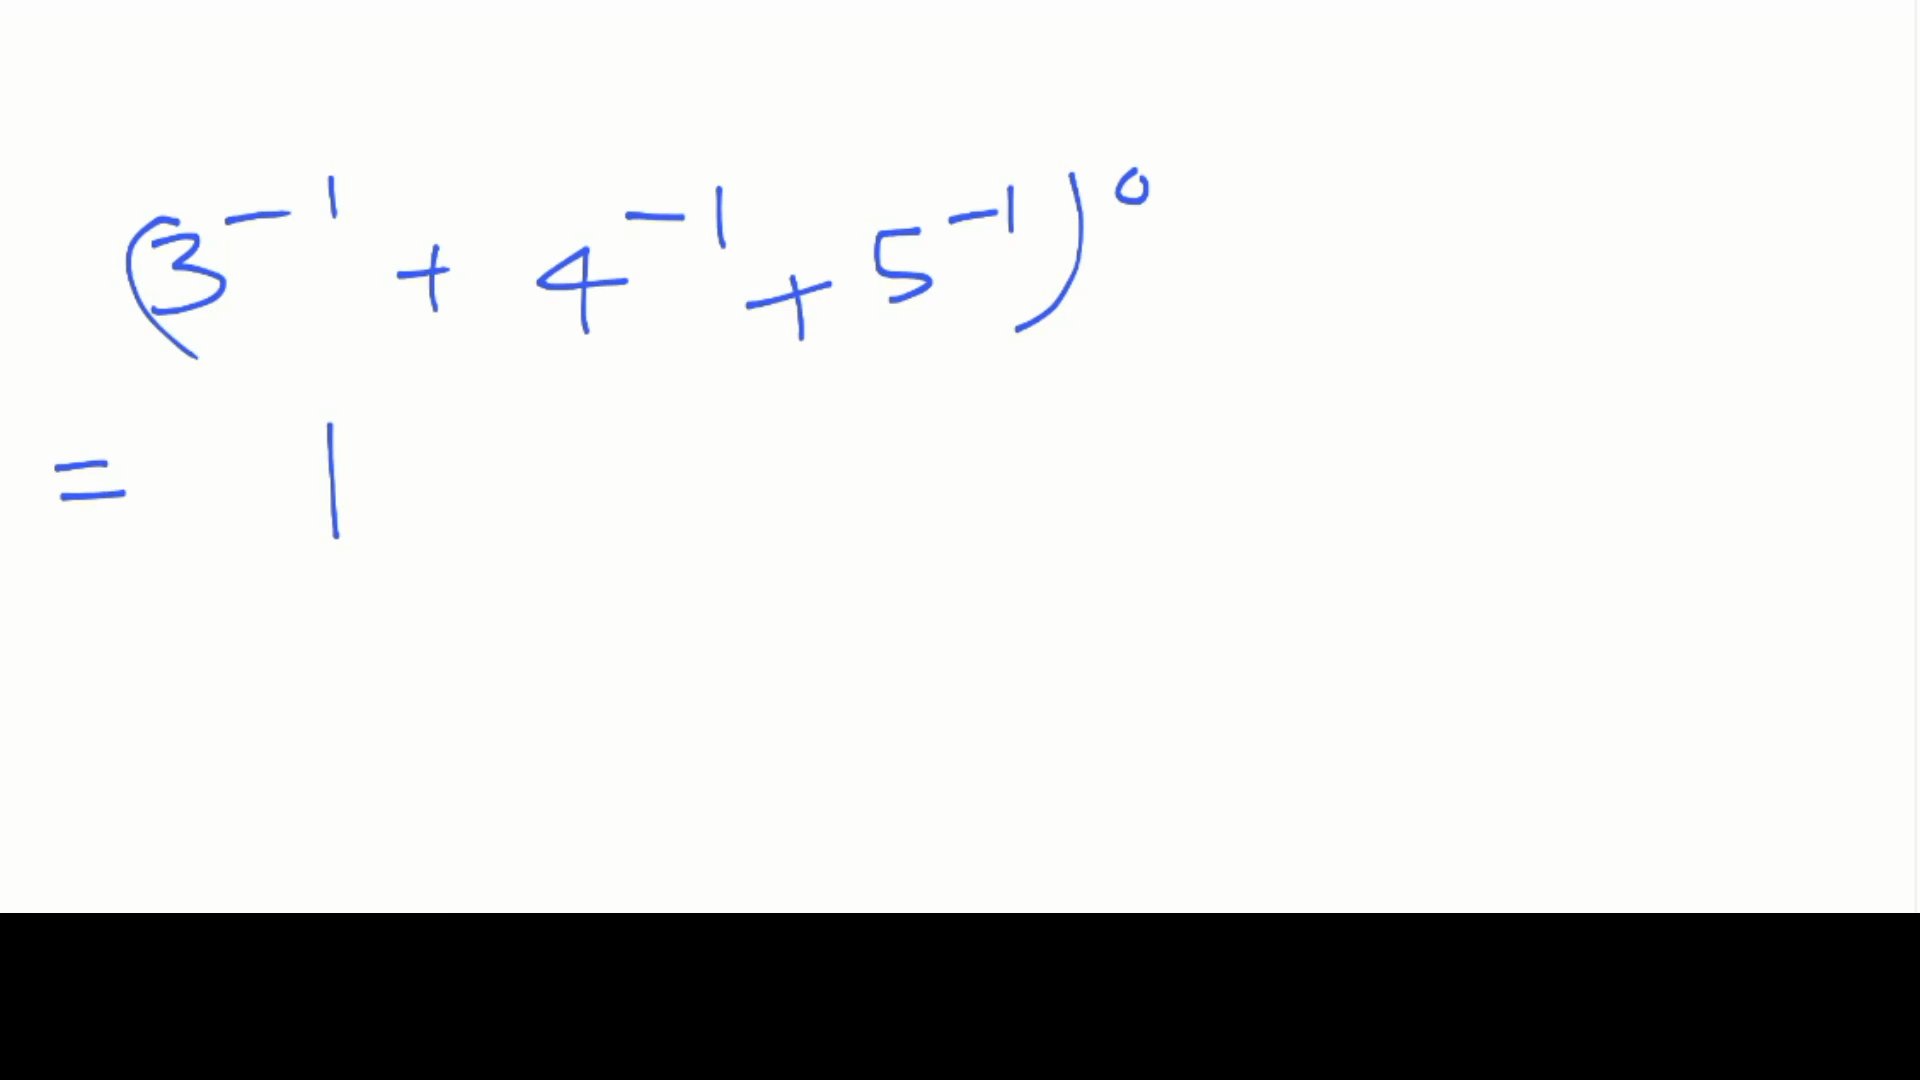 (3⁻¹ + 4⁻¹ + 5⁻¹)⁰
= 1